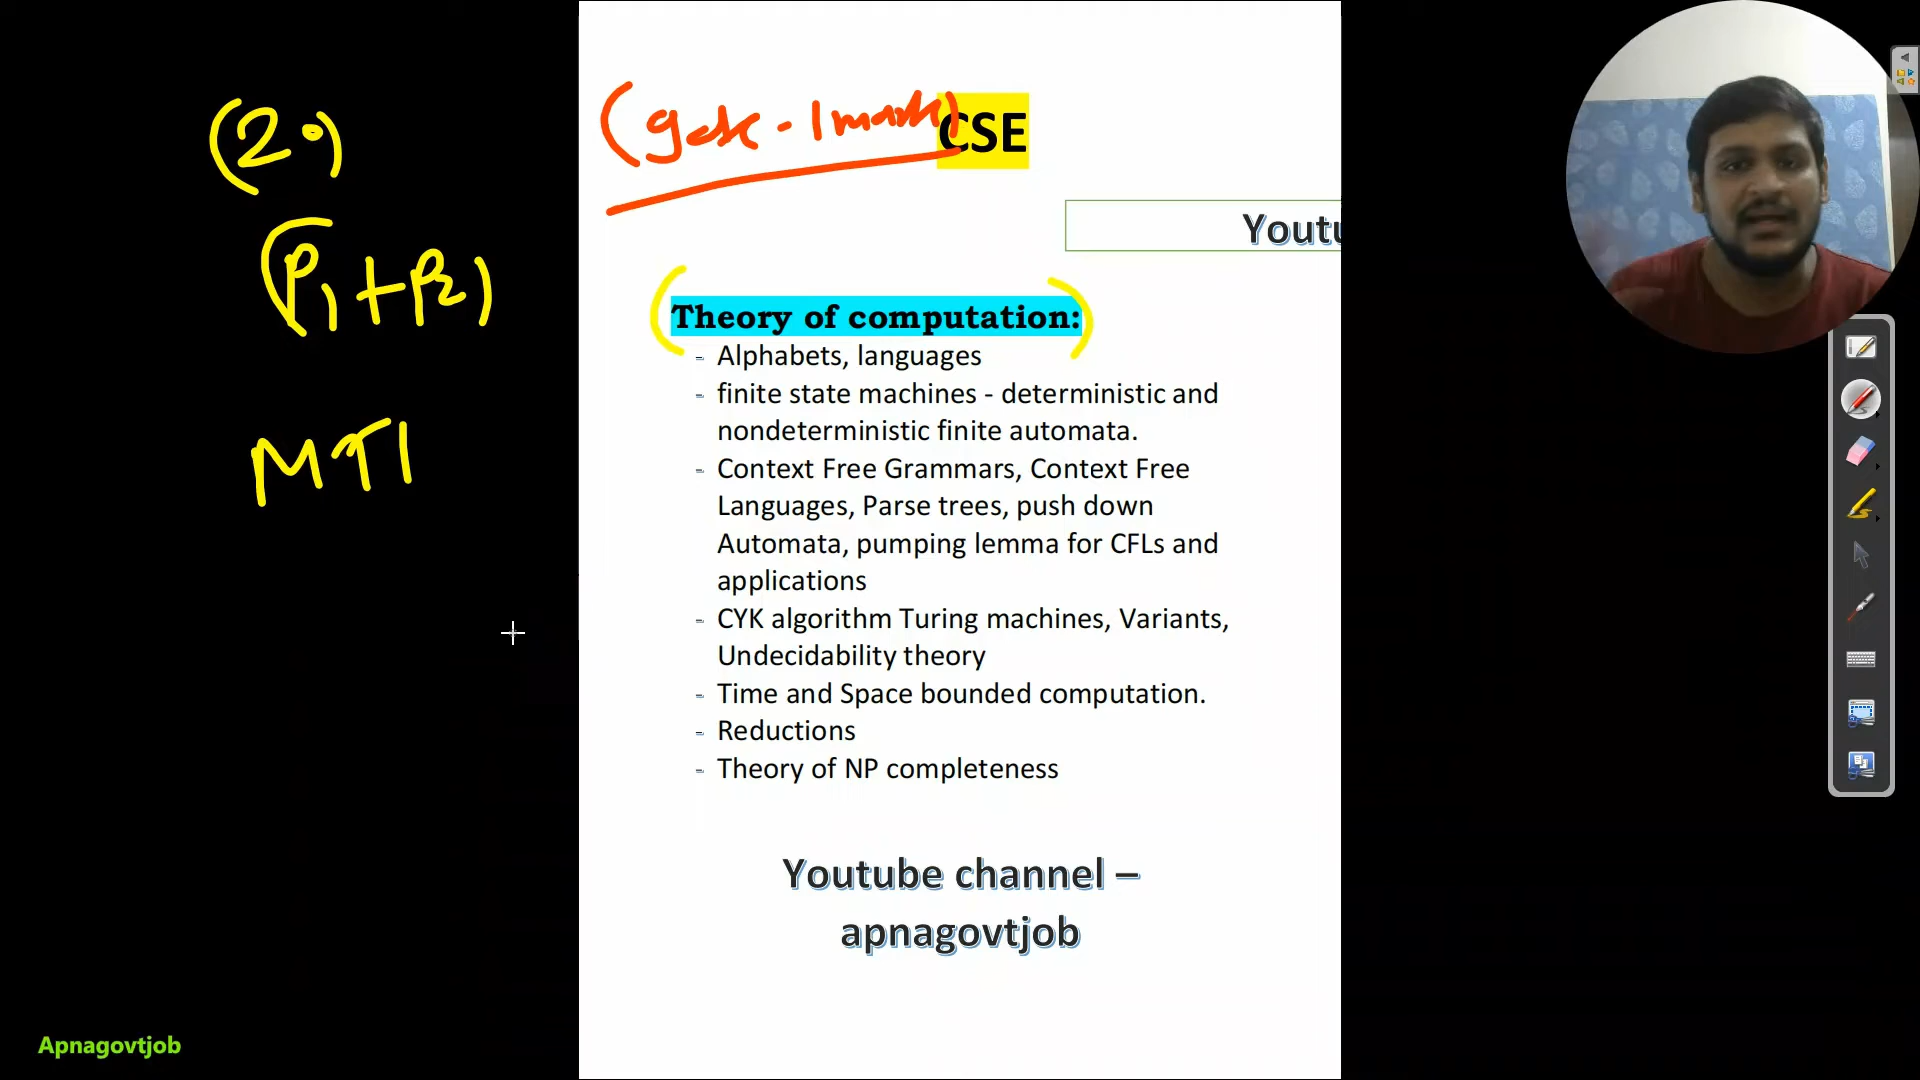 (20)
(P1+P2)
MTI
(gate - 1 mark)
CSE
Youtu
(Theory of computation:)
- Alphabets, languages
- finite state machines - deterministic and
nondeterministic finite automata.
- Context Free Grammars, Context Free
Languages, Parse trees, push down
Automata, pumping lemma for CFLs and
applications
- CYK algorithm Turing machines, Variants,
Undecidability theory
- Time and Space bounded computation.
- Reductions
- Theory of NP completeness
Youtube channel –
apnagovtjob
Apnagovtjob